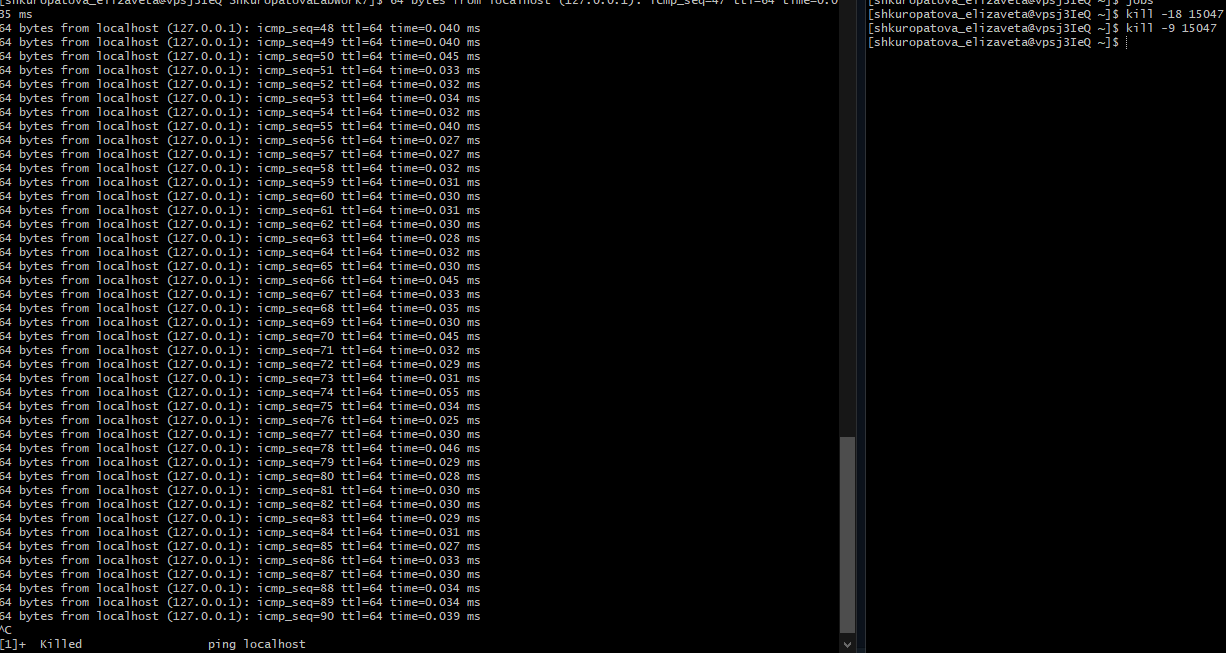 [shkuropatova_elizaveta@vpsj3IeQ ShkuropatovaLabWork7]$ 64 bytes from localhost (127.0.0.1): icmp_seq=47 ttl=64 time=0.0
35 ms
64 bytes from localhost (127.0.0.1): icmp_seq=48 ttl=64 time=0.040 ms
64 bytes from localhost (127.0.0.1): icmp_seq=49 ttl=64 time=0.040 ms
64 bytes from localhost (127.0.0.1): icmp_seq=50 ttl=64 time=0.045 ms
64 bytes from localhost (127.0.0.1): icmp_seq=51 ttl=64 time=0.033 ms
64 bytes from localhost (127.0.0.1): icmp_seq=52 ttl=64 time=0.032 ms
64 bytes from localhost (127.0.0.1): icmp_seq=53 ttl=64 time=0.034 ms
64 bytes from localhost (127.0.0.1): icmp_seq=54 ttl=64 time=0.032 ms
64 bytes from localhost (127.0.0.1): icmp_seq=55 ttl=64 time=0.040 ms
64 bytes from localhost (127.0.0.1): icmp_seq=56 ttl=64 time=0.027 ms
64 bytes from localhost (127.0.0.1): icmp_seq=57 ttl=64 time=0.027 ms
64 bytes from localhost (127.0.0.1): icmp_seq=58 ttl=64 time=0.032 ms
64 bytes from localhost (127.0.0.1): icmp_seq=59 ttl=64 time=0.031 ms
64 bytes from localhost (127.0.0.1): icmp_seq=60 ttl=64 time=0.030 ms
64 bytes from localhost (127.0.0.1): icmp_seq=61 ttl=64 time=0.031 ms
64 bytes from localhost (127.0.0.1): icmp_seq=62 ttl=64 time=0.030 ms
64 bytes from localhost (127.0.0.1): icmp_seq=63 ttl=64 time=0.028 ms
64 bytes from localhost (127.0.0.1): icmp_seq=64 ttl=64 time=0.032 ms
64 bytes from localhost (127.0.0.1): icmp_seq=65 ttl=64 time=0.030 ms
64 bytes from localhost (127.0.0.1): icmp_seq=66 ttl=64 time=0.045 ms
64 bytes from localhost (127.0.0.1): icmp_seq=67 ttl=64 time=0.033 ms
64 bytes from localhost (127.0.0.1): icmp_seq=68 ttl=64 time=0.035 ms
64 bytes from localhost (127.0.0.1): icmp_seq=69 ttl=64 time=0.030 ms
64 bytes from localhost (127.0.0.1): icmp_seq=70 ttl=64 time=0.045 ms
64 bytes from localhost (127.0.0.1): icmp_seq=71 ttl=64 time=0.032 ms
64 bytes from localhost (127.0.0.1): icmp_seq=72 ttl=64 time=0.029 ms
64 bytes from localhost (127.0.0.1): icmp_seq=73 ttl=64 time=0.031 ms
64 bytes from localhost (127.0.0.1): icmp_seq=74 ttl=64 time=0.055 ms
64 bytes from localhost (127.0.0.1): icmp_seq=75 ttl=64 time=0.034 ms
64 bytes from localhost (127.0.0.1): icmp_seq=76 ttl=64 time=0.025 ms
64 bytes from localhost (127.0.0.1): icmp_seq=77 ttl=64 time=0.030 ms
64 bytes from localhost (127.0.0.1): icmp_seq=78 ttl=64 time=0.046 ms
64 bytes from localhost (127.0.0.1): icmp_seq=79 ttl=64 time=0.029 ms
64 bytes from localhost (127.0.0.1): icmp_seq=80 ttl=64 time=0.028 ms
64 bytes from localhost (127.0.0.1): icmp_seq=81 ttl=64 time=0.030 ms
64 bytes from localhost (127.0.0.1): icmp_seq=82 ttl=64 time=0.030 ms
64 bytes from localhost (127.0.0.1): icmp_seq=83 ttl=64 time=0.029 ms
64 bytes from localhost (127.0.0.1): icmp_seq=84 ttl=64 time=0.031 ms
64 bytes from localhost (127.0.0.1): icmp_seq=85 ttl=64 time=0.027 ms
64 bytes from localhost (127.0.0.1): icmp_seq=86 ttl=64 time=0.033 ms
64 bytes from localhost (127.0.0.1): icmp_seq=87 ttl=64 time=0.030 ms
64 bytes from localhost (127.0.0.1): icmp_seq=88 ttl=64 time=0.034 ms
64 bytes from localhost (127.0.0.1): icmp_seq=89 ttl=64 time=0.034 ms
64 bytes from localhost (127.0.0.1): icmp_seq=90 ttl=64 time=0.039 ms
^C
[1]+  Killed                  ping localhost
[shkuropatova_elizaveta@vpsj3IeQ ~]$ jobs
[shkuropatova_elizaveta@vpsj3IeQ ~]$ kill -18 15047
[shkuropatova_elizaveta@vpsj3IeQ ~]$ kill -9 15047
[shkuropatova_elizaveta@vpsj3IeQ ~]$